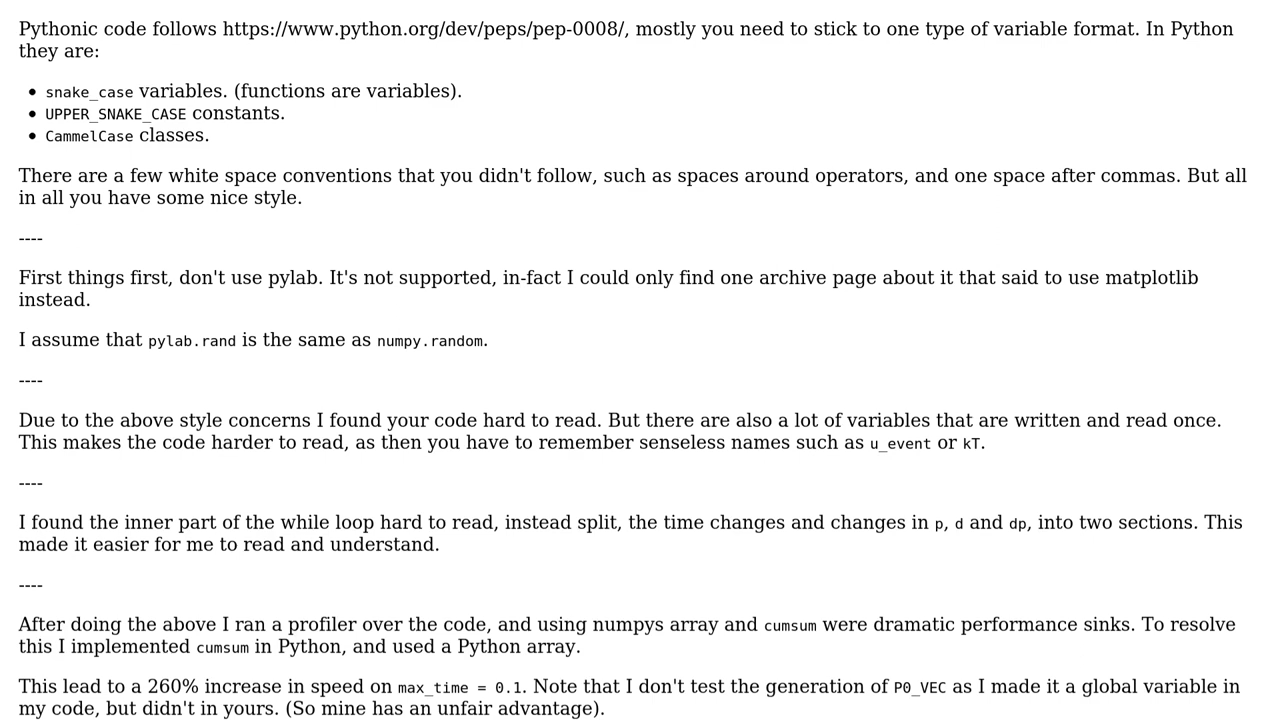 Pythonic code follows https://www.python.org/dev/peps/pep-0008/, mostly you need to stick to one type of variable format. In Python
they are:
• snake_case variables. (functions are variables).
• UPPER_SNAKE_CASE constants.
• CammelCase classes.
There are a few white space conventions that you didn't follow, such as spaces around operators, and one space after commas. But all
in all you have some nice style.
----
First things first, don't use pylab. It's not supported, in-fact I could only find one archive page about it that said to use matplotlib
instead.
I assume that pylab.rand is the same as numpy.random.
----
Due to the above style concerns I found your code hard to read. But there are also a lot of variables that are written and read once.
This makes the code harder to read, as then you have to remember senseless names such as u_event or kT.
----
I found the inner part of the while loop hard to read, instead split, the time changes and changes in p, d and dp, into two sections. This
made it easier for me to read and understand.
----
After doing the above I ran a profiler over the code, and using numpys array and cumsum were dramatic performance sinks. To resolve
this I implemented cumsum in Python, and used a Python array.
This lead to a 260% increase in speed on max_time = 0.1. Note that I don't test the generation of P0_VEC as I made it a global variable in
my code, but didn't in yours. (So mine has an unfair advantage).